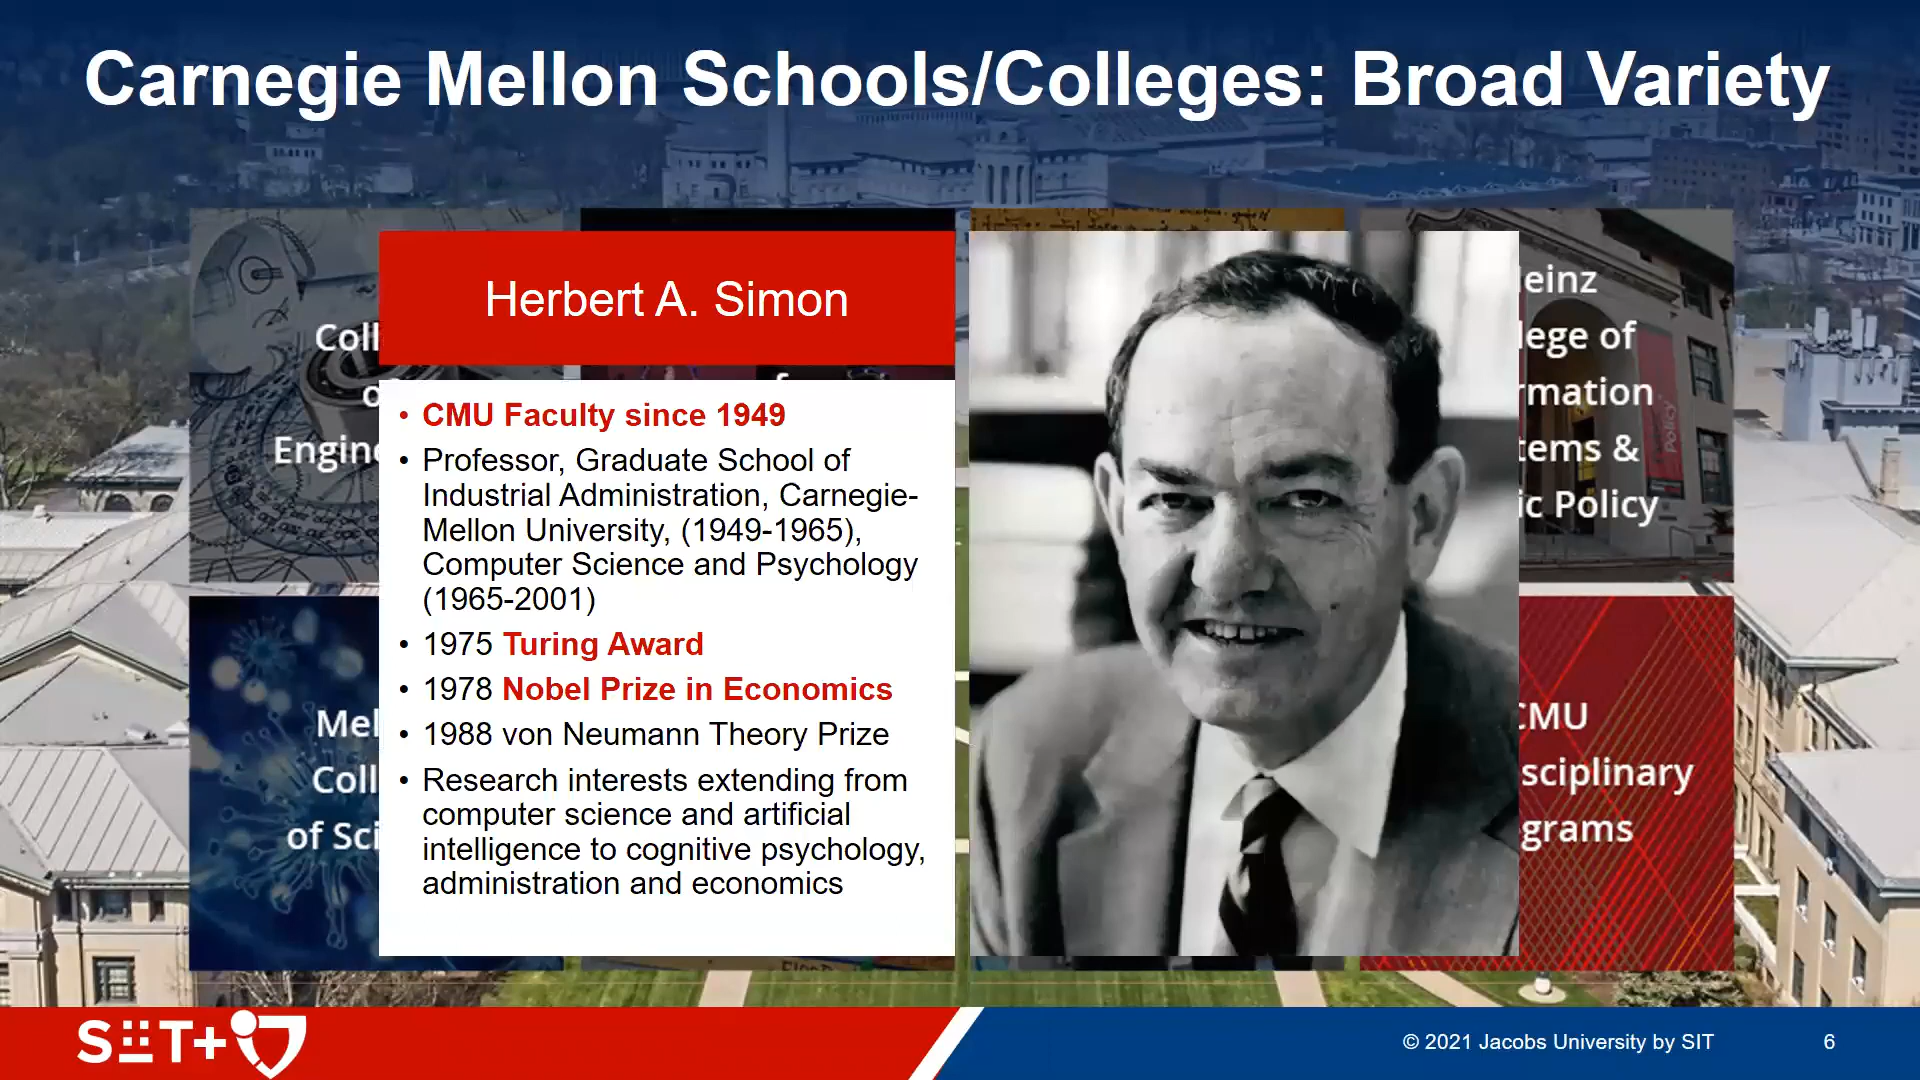 Carnegie Mellon Schools/Colleges: Broad Variety
Herbert A. Simon
• CMU Faculty since 1949
• Professor, Graduate School of
Industrial Administration, Carnegie-
Mellon University, (1949-1965),
Computer Science and Psychology
(1965-2001)
• 1975 Turing Award
• 1978 Nobel Prize in Economics
• 1988 von Neumann Theory Prize
• Research interests extending from
computer science and artificial
intelligence to cognitive psychology,
administration and economics
Coll
Engine
Mel
Coll
of Sci
einz
lege of
rmation
tems &
ic Policy
Policy
CMU
sciplinary
grams
SIT+
© 2021 Jacobs University by SIT
6